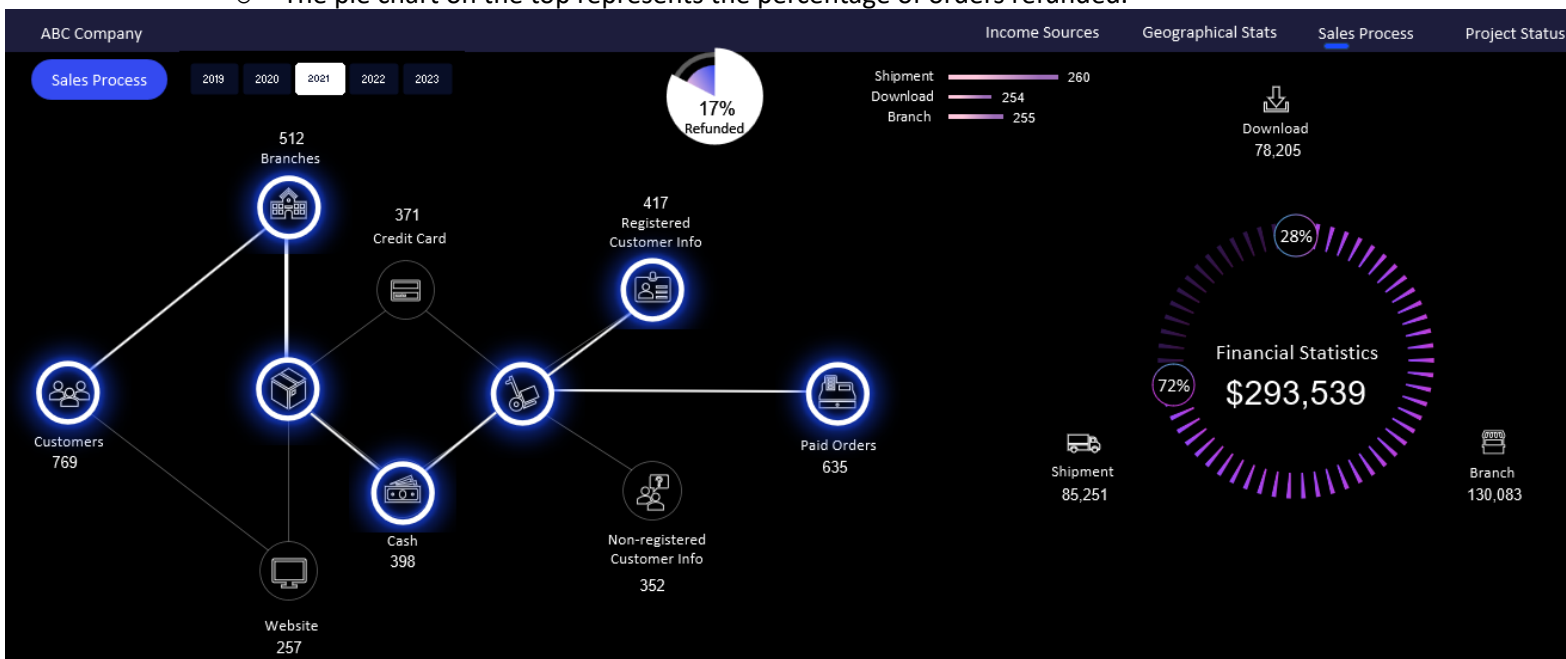 The pie chart on the top represents the percentage of orders refunded.
ABC Company
Income Sources
Geographical Stats
Sales Process
Project Status
Sales Process
2019
2020
2021
2022
2023
17%
Refunded
Shipment 260
Download 254
Branch 255
Download
78,205
512
Branches
371
Credit Card
417
Registered
Customer Info
28%
Financial Statistics
$293,539
72%
Customers
769
Paid Orders
635
Shipment
85,251
Branch
130,083
Cash
398
Non-registered
Customer Info
352
Website
257